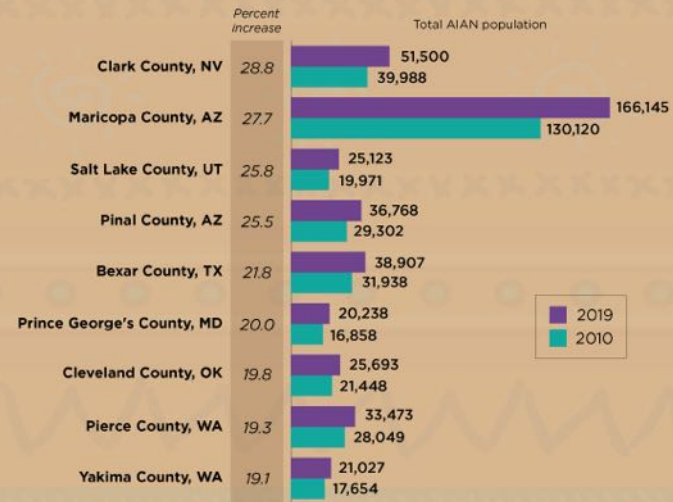 Percent
increase
Total AIAN population
Clark County, NV 28.8 51,500
39,988
Maricopa County, AZ 27.7 166,145
130,120
Salt Lake County, UT 25.8 25,123
19,971
Pinal County, AZ 25.5 36,768
29,302
Bexar County, TX 21.8 38,907
31,938
Prince George's County, MD 20.0 20,238
16,858
Cleveland County, OK 19.8 25,693
21,448
Pierce County, WA 19.3 33,473
28,049
Yakima County, WA 19.1 21,027
17,654
2019
2010